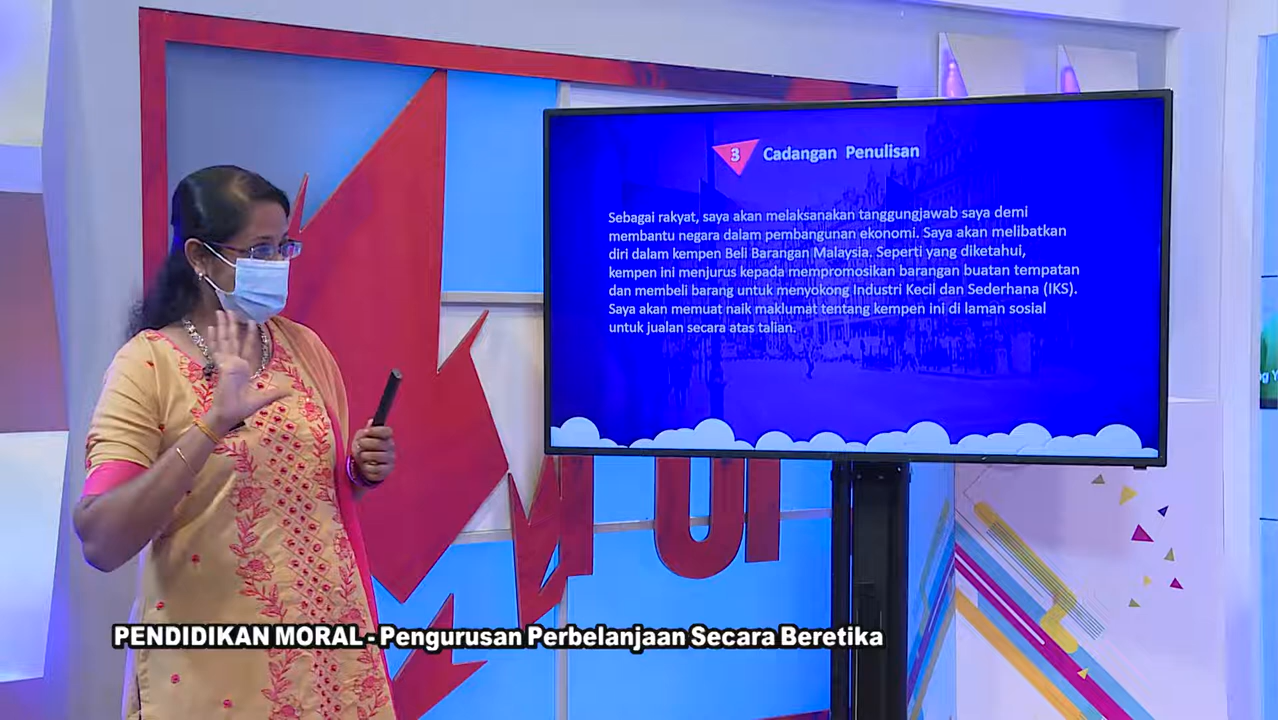 3 Cadangan Penulisan
Sebagai rakyat, saya akan melaksanakan tanggungjawab saya demi
membantu negara dalam pembangunan ekonomi. Saya akan melibatkan
diri dalam kempen Beli Barangan Malaysia. Seperti yang diketahui,
kempen ini menjurus kepada mempromosikan barangan buatan tempatan
dan membeli barang untuk menyokong Industri Kecil dan Sederhana (IKS).
Saya akan memuat naik maklumat tentang kempen ini di laman sosial
untuk jualan secara atas talian.
PENDIDIKAN MORAL - Pengurusan Perbelanjaan Secara Beretika